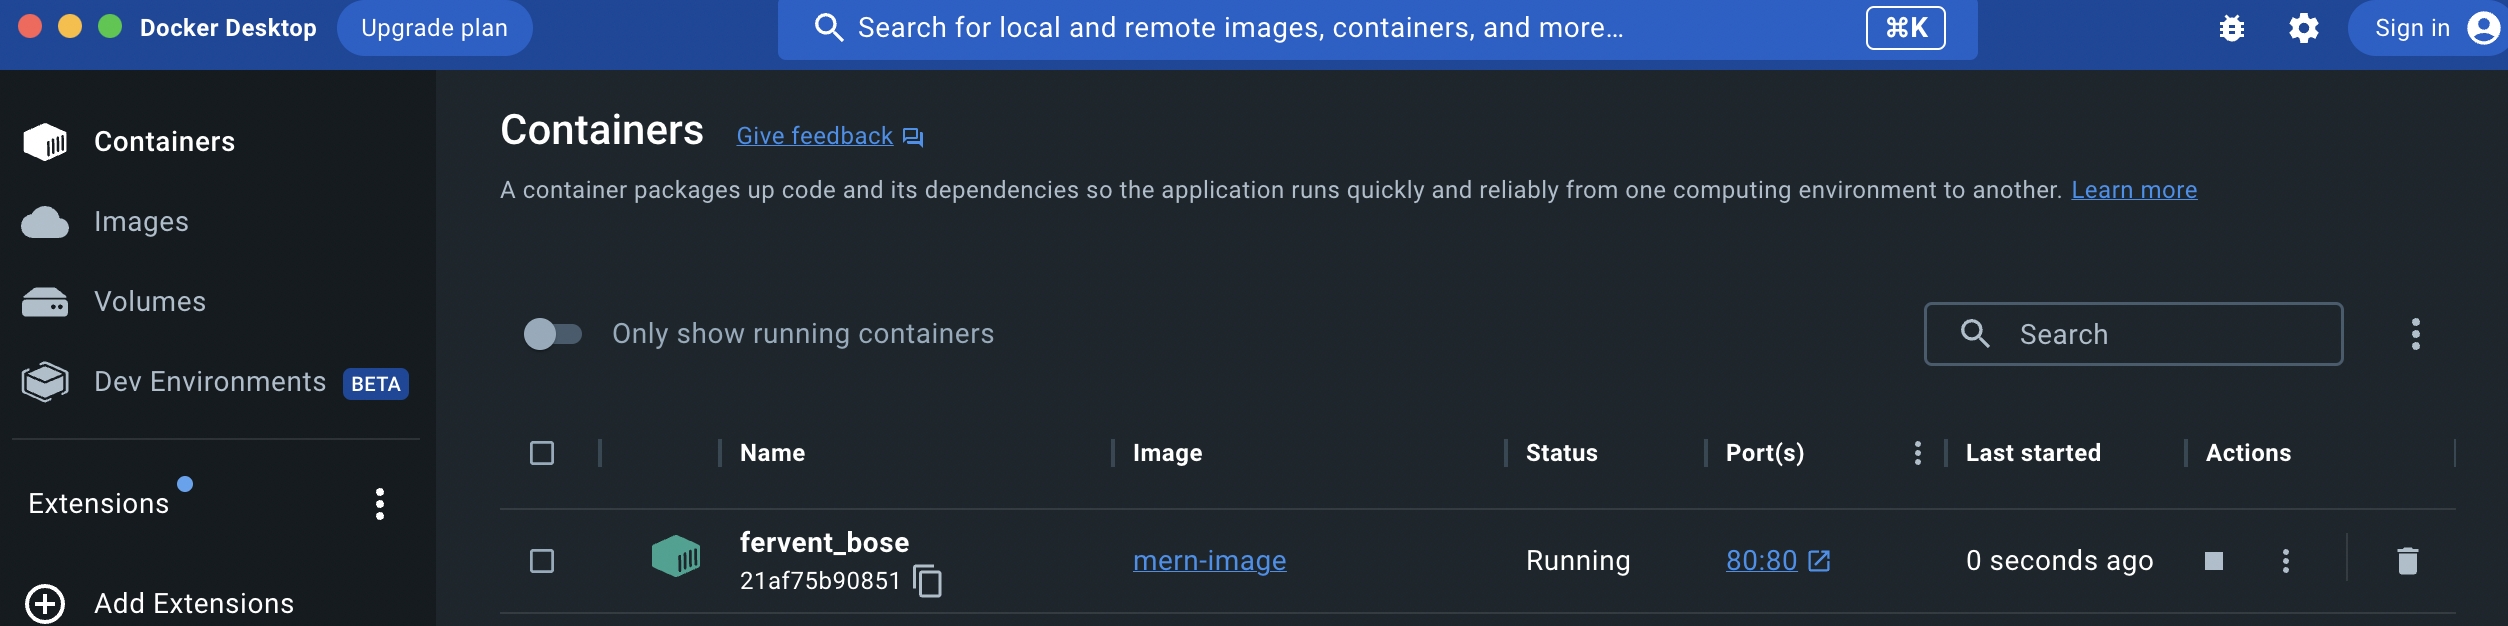 Docker Desktop Upgrade plan Search for local and remote images, containers, and more... ⌘K Sign in
Containers
Images
Volumes
Dev Environments BETA
Extensions
Add Extensions
Containers Give feedback
A container packages up code and its dependencies so the application runs quickly and reliably from one computing environment to another. Learn more
Only show running containers Search
Name Image Status Port(s) Last started Actions
fervent_bose
21af75b90851
mern-image Running 80:80 0 seconds ago